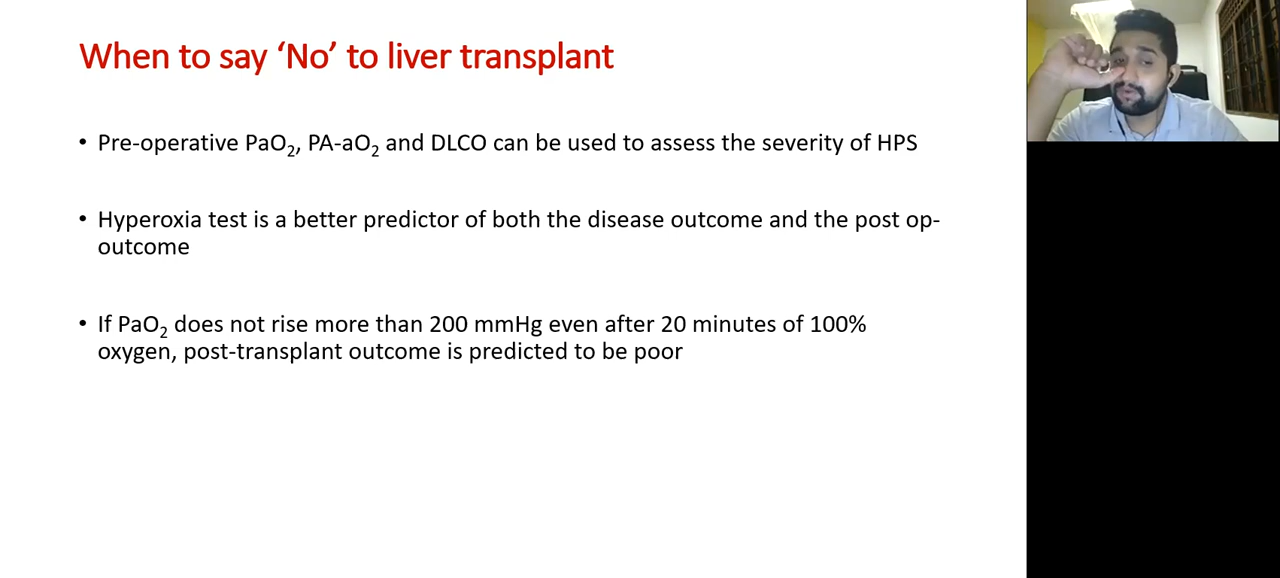 When to say ‘No’ to liver transplant
• Pre-operative PaO₂, PA-aO₂ and DLCO can be used to assess the severity of HPS
• Hyperoxia test is a better predictor of both the disease outcome and the post op-
outcome
• If PaO₂ does not rise more than 200 mmHg even after 20 minutes of 100%
oxygen, post-transplant outcome is predicted to be poor